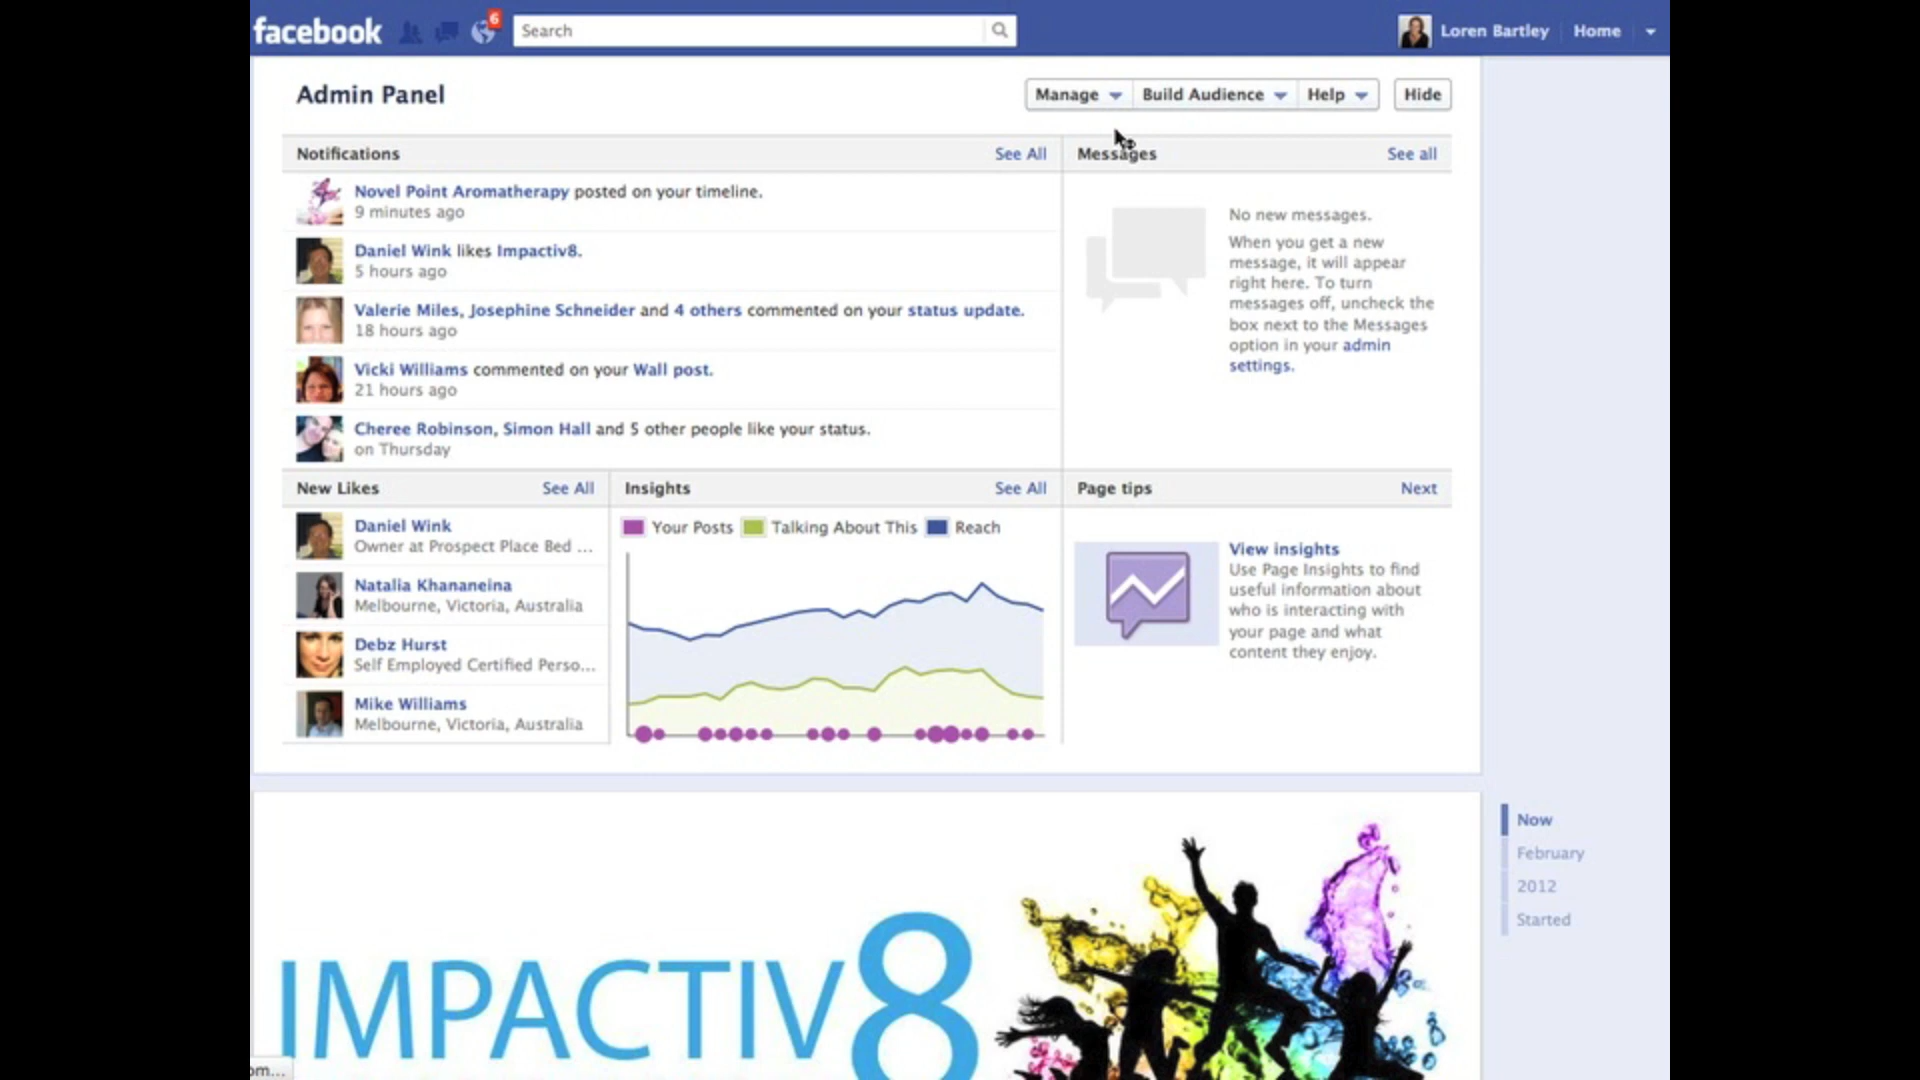 facebook
6
Search
Loren Bartley
Home
Admin Panel
Manage
Build Audience
Help
Hide
Notifications
See All
Novel Point Aromatherapy posted on your timeline.
9 minutes ago
Daniel Wink likes Impactiv8.
5 hours ago
Valerie Miles, Josephine Schneider and 4 others commented on your status update.
18 hours ago
Vicki Williams commented on your Wall post.
21 hours ago
Cheree Robinson, Simon Hall and 5 other people like your status.
on Thursday
Messages
See all
No new messages.
When you get a new
message, it will appear
right here. To turn
messages off, uncheck the
box next to the Messages
option in your admin
settings.
New Likes
See All
Daniel Wink
Owner at Prospect Place Bed ...
Natalia Khananeina
Melbourne, Victoria, Australia
Debz Hurst
Self Employed Certified Perso...
Mike Williams
Melbourne, Victoria, Australia
Insights
See All
Your Posts
Talking About This
Reach
Page tips
Next
View insights
Use Page Insights to find
useful information about
who is interacting with
your page and what
content they enjoy.
Now
February
2012
Started
IMPACTIV8
om...